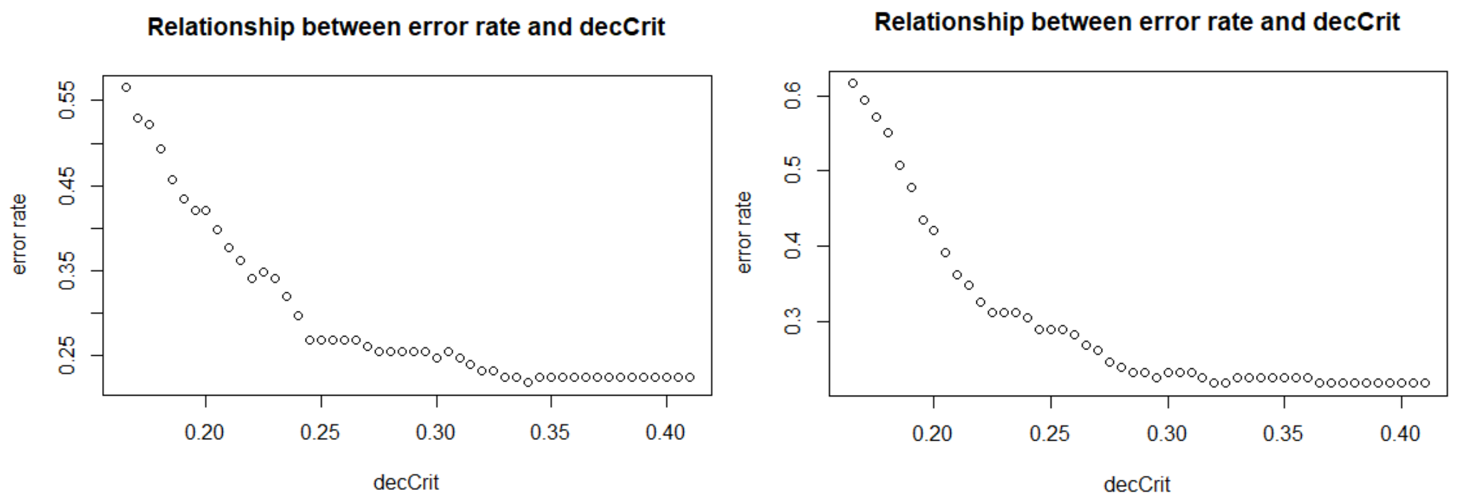 Relationship between error rate and decCrit
error rate
0.55
0.45
0.35
0.25
0.20 0.25 0.30 0.35 0.40
decCrit
Relationship between error rate and decCrit
error rate
0.6
0.5
0.4
0.3
0.20 0.25 0.30 0.35 0.40
decCrit